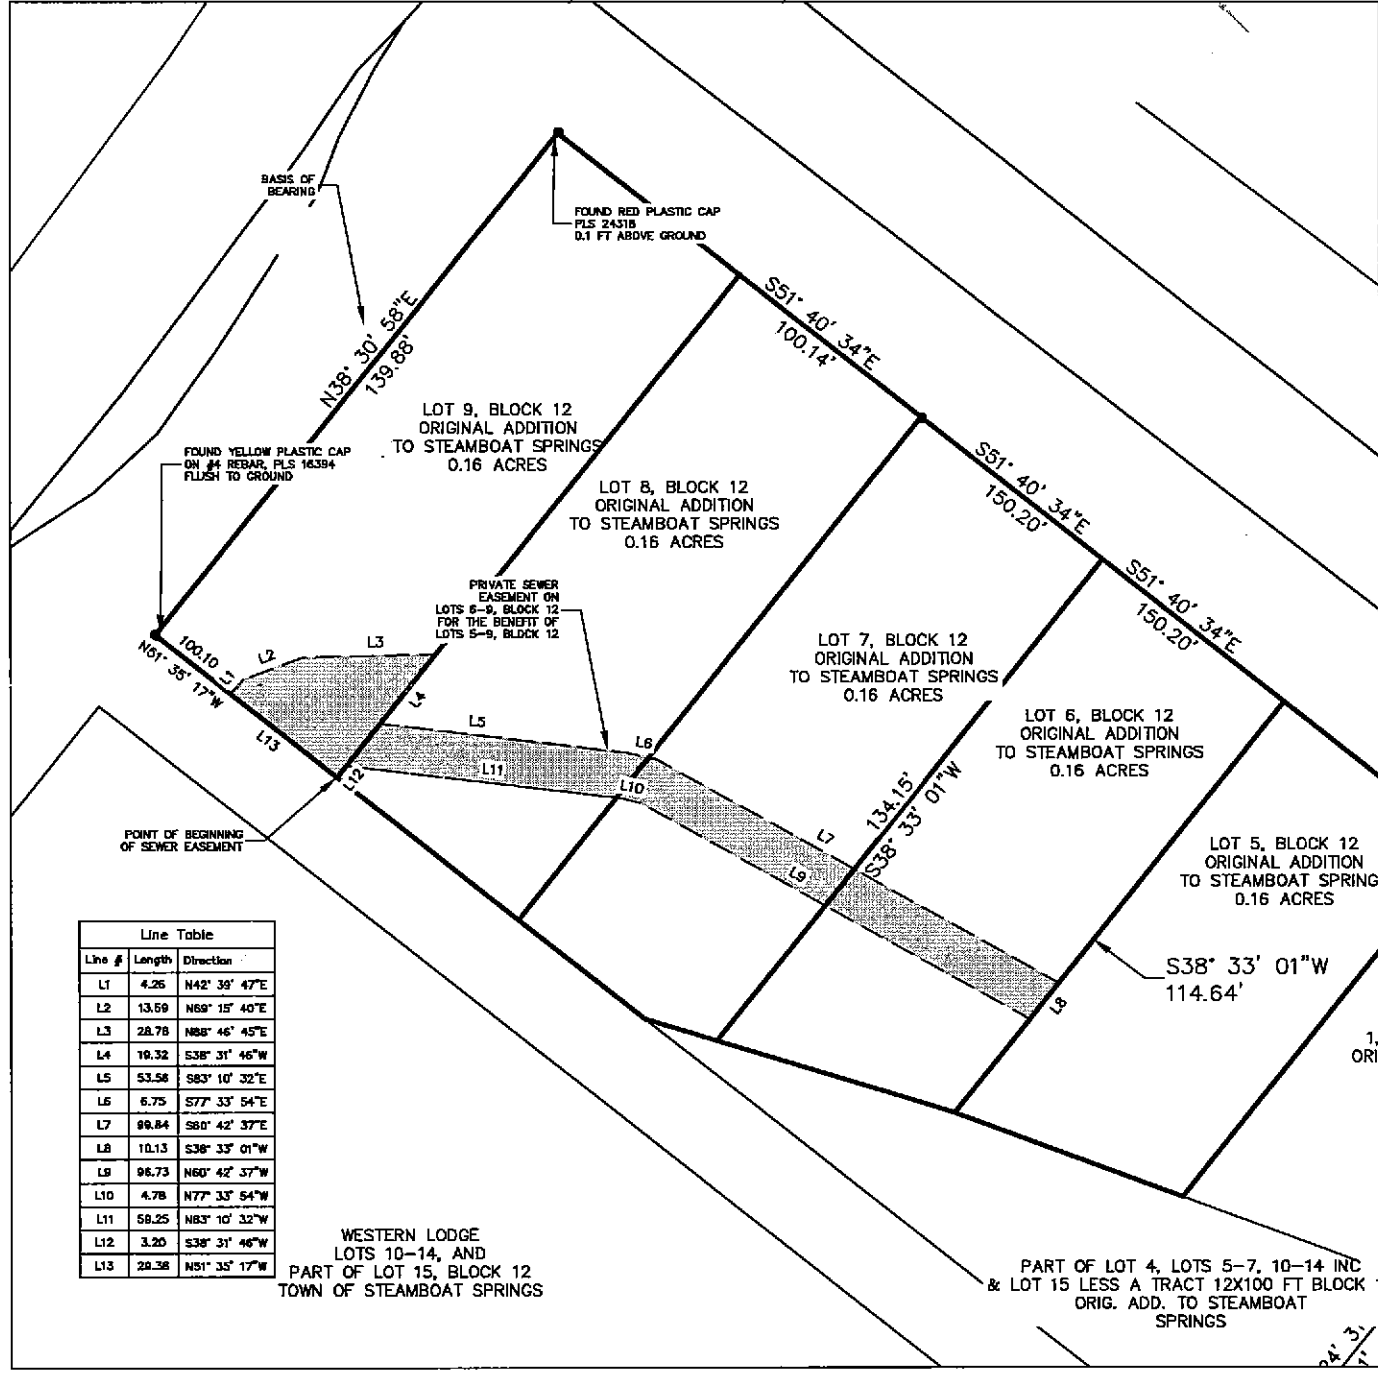 BASIS OF
BEARING
FOUND RED PLASTIC CAP
PLS 24318
0.1 FT ABOVE GROUND
N38° 30' 58"E
139.88'
S51° 40' 34"E
100.14'
S51° 40' 34"E
150.20'
S51° 40' 34"E
150.20'
LOT 9, BLOCK 12
ORIGINAL ADDITION
TO STEAMBOAT SPRINGS
0.16 ACRES
FOUND YELLOW PLASTIC CAP
ON #4 REBAR, PLS 16394
FLUSH TO GROUND
LOT 8, BLOCK 12
ORIGINAL ADDITION
TO STEAMBOAT SPRINGS
0.16 ACRES
PRIVATE SEWER
EASEMENT ON
LOTS 6-9, BLOCK 12
FOR THE BENEFIT OF
LOTS 5-9, BLOCK 12
LOT 7, BLOCK 12
ORIGINAL ADDITION
TO STEAMBOAT SPRINGS
0.16 ACRES
LOT 6, BLOCK 12
ORIGINAL ADDITION
TO STEAMBOAT SPRINGS
0.16 ACRES
LOT 5, BLOCK 12
ORIGINAL ADDITION
TO STEAMBOAT SPRING
0.16 ACRES
100.10
N51° 35' 17"W
L1
L2
L3
L4
L5
L6
L7
L8
L9
L10
L11
L12
L13
134.15'
S38° 33' 01"W
S38° 33' 01"W
114.64'
POINT OF BEGINNING
OF SEWER EASEMENT
1,
ORI
Line Table
Line # Length Direction
L1 4.26 N42° 39' 47"E
L2 13.59 N69° 15' 40"E
L3 28.78 N88° 46' 45"E
L4 19.32 S38° 31' 46"W
L5 53.56 S83° 10' 32"E
L6 6.75 S77° 33' 54"E
L7 99.84 S60° 42' 37"E
L8 10.13 S38° 33' 01"W
L9 96.73 N60° 42' 37"W
L10 4.78 N77° 33' 54"W
L11 58.25 N83° 10' 32"W
L12 3.20 S38° 31' 46"W
L13 29.38 N51° 35' 17"W
WESTERN LODGE
LOTS 10-14, AND
PART OF LOT 15, BLOCK 12
TOWN OF STEAMBOAT SPRINGS
PART OF LOT 4, LOTS 5-7, 10-14 INC
& LOT 15 LESS A TRACT 12X100 FT BLOCK
ORIG. ADD. TO STEAMBOAT
SPRINGS